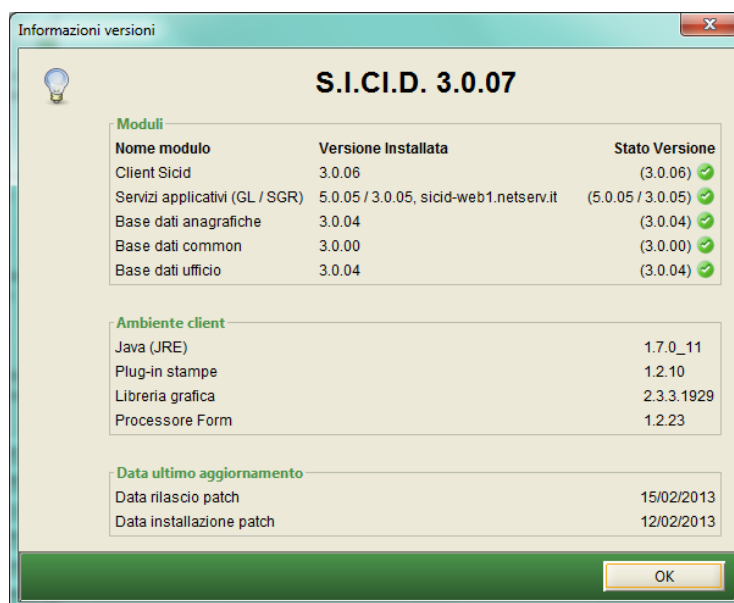 Informazioni versioni
S.I.CI.D. 3.0.07
Moduli
Nome modulo Versione Installata Stato Versione
Client Sicid 3.0.06 (3.0.06)
Servizi applicativi (GL / SGR) 5.0.05 / 3.0.05, sicid-web1.netserv.it (5.0.05 / 3.0.05)
Base dati anagrafiche 3.0.04 (3.0.04)
Base dati common 3.0.00 (3.0.00)
Base dati ufficio 3.0.04 (3.0.04)
Ambiente client
Java (JRE) 1.7.0_11
Plug-in stampe 1.2.10
Libreria grafica 2.3.3.1929
Processore Form 1.2.23
Data ultimo aggiornamento
Data rilascio patch 15/02/2013
Data installazione patch 12/02/2013
OK